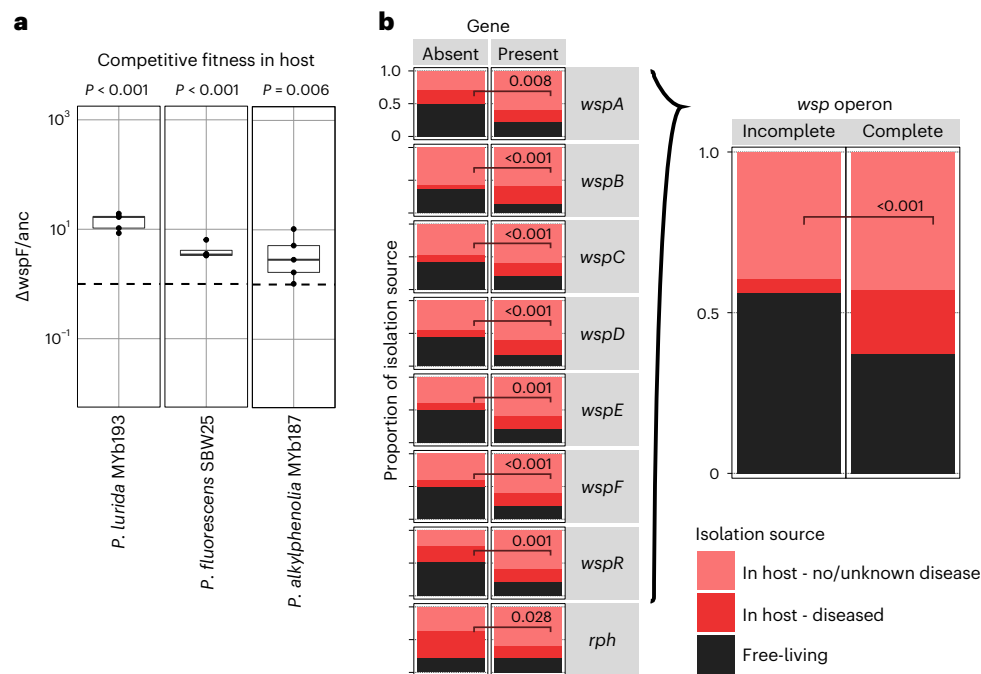 a
Competitive fitness in host
P < 0.001
P < 0.001
P = 0.006
ΔwspF/anc
10³
10¹
10⁻¹
P. lurida MYb193
P. fluorescens SBW25
P. alkylphenolia MYb187
b
Gene
Absent
Present
Proportion of isolation source
1.0
0.5
0
0.008
wspA
<0.001
wspB
<0.001
wspC
<0.001
wspD
0.001
wspE
<0.001
wspF
0.001
wspR
0.028
rph
wsp operon
Incomplete
Complete
1.0
0.5
0
<0.001
Isolation source
In host - no/unknown disease
In host - diseased
Free-living